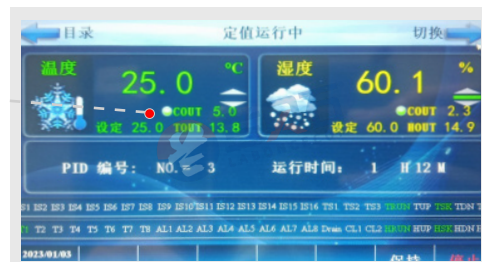 目录 定值运行中 切换
温度 °C 湿度 %
25.0 60.1
COUT 5.0 COUT 2.3
设定 25.0 TOUT 13.8 设定 60.0 HOUT 14.9
PID 编号: NO.= 3 运行时间: 1 H 12 M
IS1 IS2 IS3 IS4 IS5 IS6 IS7 IS8 IS9 IS10 IS11 IS12 IS13 IS14 IS15 IS16 TS1 TS2 TS3 TRUN TUP TSK TDN
T2 T3 T4 T5 T6 T7 T8 AL1 AL2 AL3 AL4 AL5 AL6 AL7 AL8 Drain CL1 CL2 HRUN HUP HSK HDN
2023/01/03 保持 停止